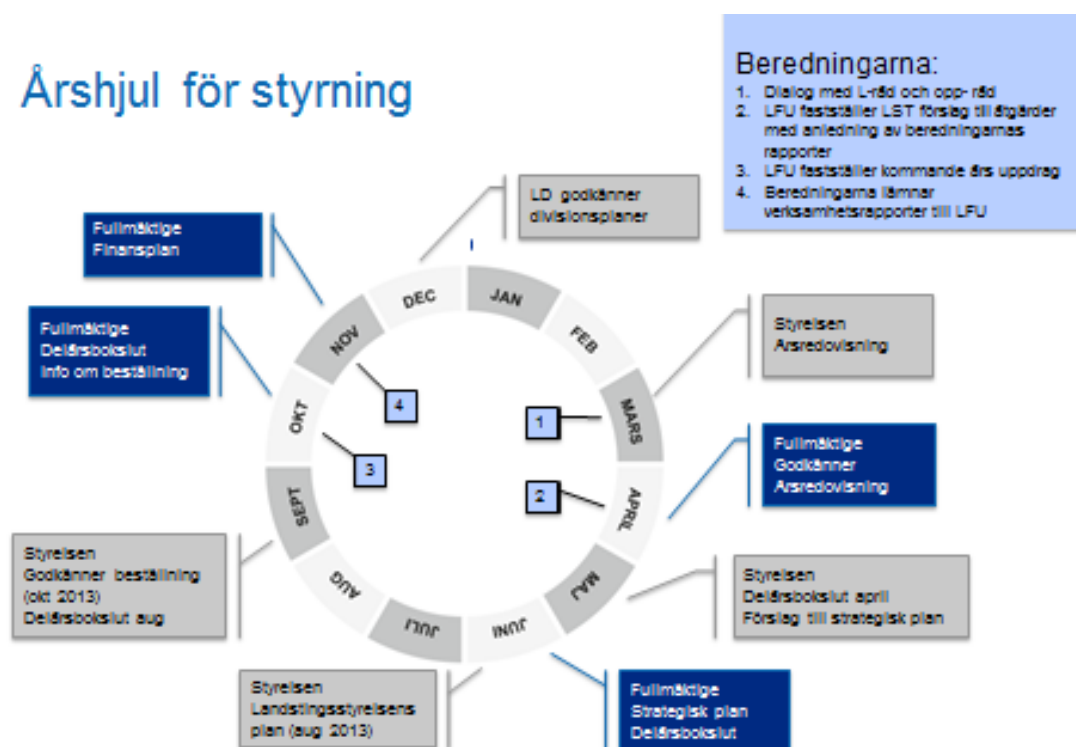 Årshjul för styrning
Beredningarna:
1. Dialog med L-råd och opp- råd
2. LFU fastställer LST förslag till åtgärder
med anledning av beredningarnas
rapporter
3. LFU fastställer kommande års uppdrag
4. Beredningarna lämnar
verksamhetsrapporter till LFU
LD godkänner
divisionsplaner
Fullmäktige
Finansplan
Fullmäktige
Delårsbokslut
Info om beställning
Styrelsen
Årsredovisning
Fullmäktige
Godkänner
Årsredovisning
Styrelsen
Godkänner beställning
(okt 2013)
Delårsbokslut aug
Styrelsen
Delårsbokslut april
Förslag till strategisk plan
Styrelsen
Landstingsstyrelsens
plan (aug 2013)
Fullmäktige
Strategisk plan
Delårsbokslut
JAN
FEB
MARS
APRIL
MAJ
JUNI
JULI
AUG
SEPT
OKT
NOV
DEC
1
2
3
4